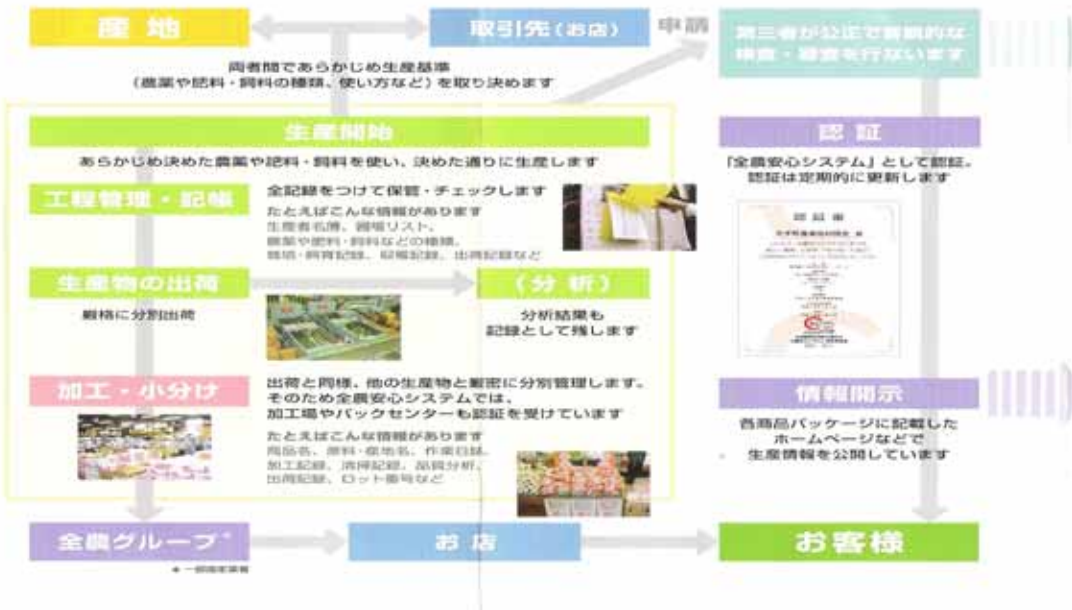 産地
取引先(お店)
申請
第三者が公正で客観的な
検査・審査を行ないます
両者間であらかじめ生産基準
(農薬や肥料・飼料の種類、使い方など)を取り決めます
生産開始
あらかじめ決めた農薬や肥料・飼料を使い、決めた通りに生産します
認証
「全農安心システム」として認証。
認証は定期的に更新します
認証書
工程管理・記帳
全記録をつけて保管・チェックします
たとえばこんな情報があります
生産者名簿、圃場リスト、
農薬や肥料・飼料などの種類、
栽培・飼育記録、収穫記録、出荷記録など
生産物の出荷
厳格に分別出荷
(分析)
分析結果も
記録として残します
加工・小分け
出荷と同様、他の生産物と厳密に分別管理します。
そのため全農安心システムでは、
加工場やパックセンターも認証を受けています
たとえばこんな情報があります
商品名、原料・産地名、作業日誌、
加工記録、清掃記録、品質分析、
出荷記録、ロット番号など
情報開示
各商品パッケージに記載した
ホームページなどで
生産情報を公開しています
全農グループ*
お店
お客様